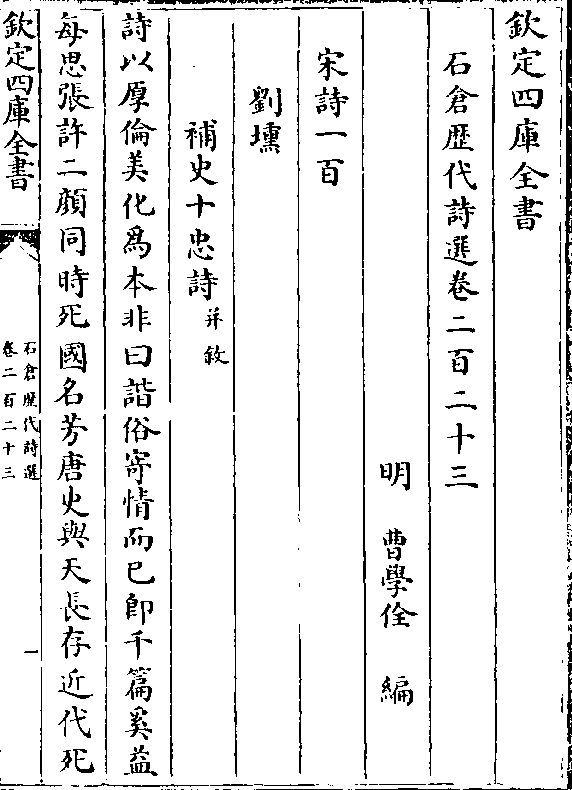 欽定四庫全書
石倉歴代詩選卷二百二十三
明 曹學佺 編
宋詩一百
劉壎
補史十忠詩 并敘
詩以厚倫美化為本非曰諧俗寄情而已即千篇奚益
每思張許二顔同時死國名芳唐史與天長存近代死
欽定四庫全書
石倉歷代詩選
卷二百二十三
一